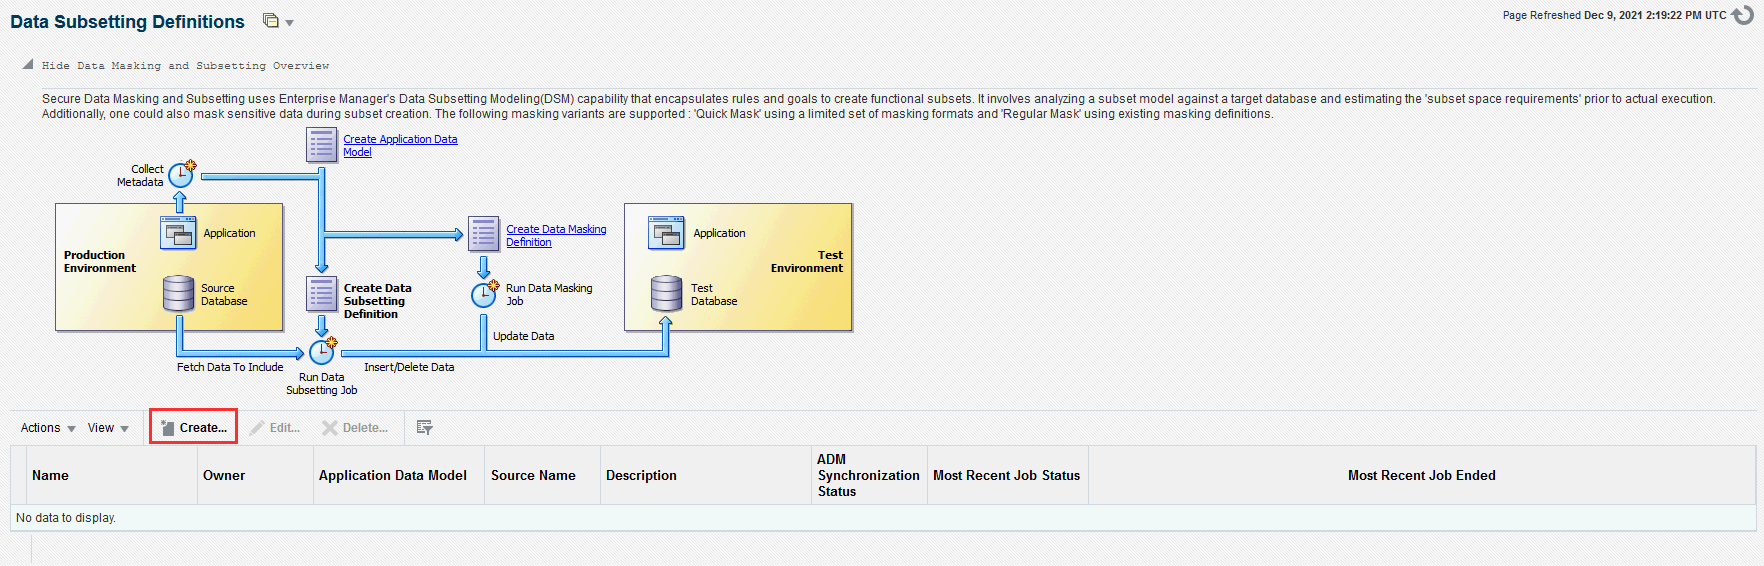 Data Subsetting Definitions
Page Refreshed Dec 9, 2021 2:19:22 PM UTC
Hide Data Masking and Subsetting Overview
Secure Data Masking and Subsetting uses Enterprise Manager's Data Subsetting Modeling(DSM) capability that encapsulates rules and goals to create functional subsets. It involves analyzing a subset model against a target database and estimating the 'subset space requirements' prior to actual execution.
Additionally, one could also mask sensitive data during subset creation. The following masking variants are supported : 'Quick Mask' using a limited set of masking formats and 'Regular Mask' using existing masking definitions.
Create Application Data
Model
Collect
Metadata
Application
Production
Environment
Source
Database
Create Data Masking
Definition
Create Data
Subsetting
Definition
Run Data Masking
Job
Application
Test
Environment
Test
Database
Update Data
Fetch Data To Include
Insert/Delete Data
Run Data
Subsetting Job
Actions View Create... Edit... Delete...
Name Owner Application Data Model Source Name Description ADM
Synchronization
Status Most Recent Job Status Most Recent Job Ended
No data to display.